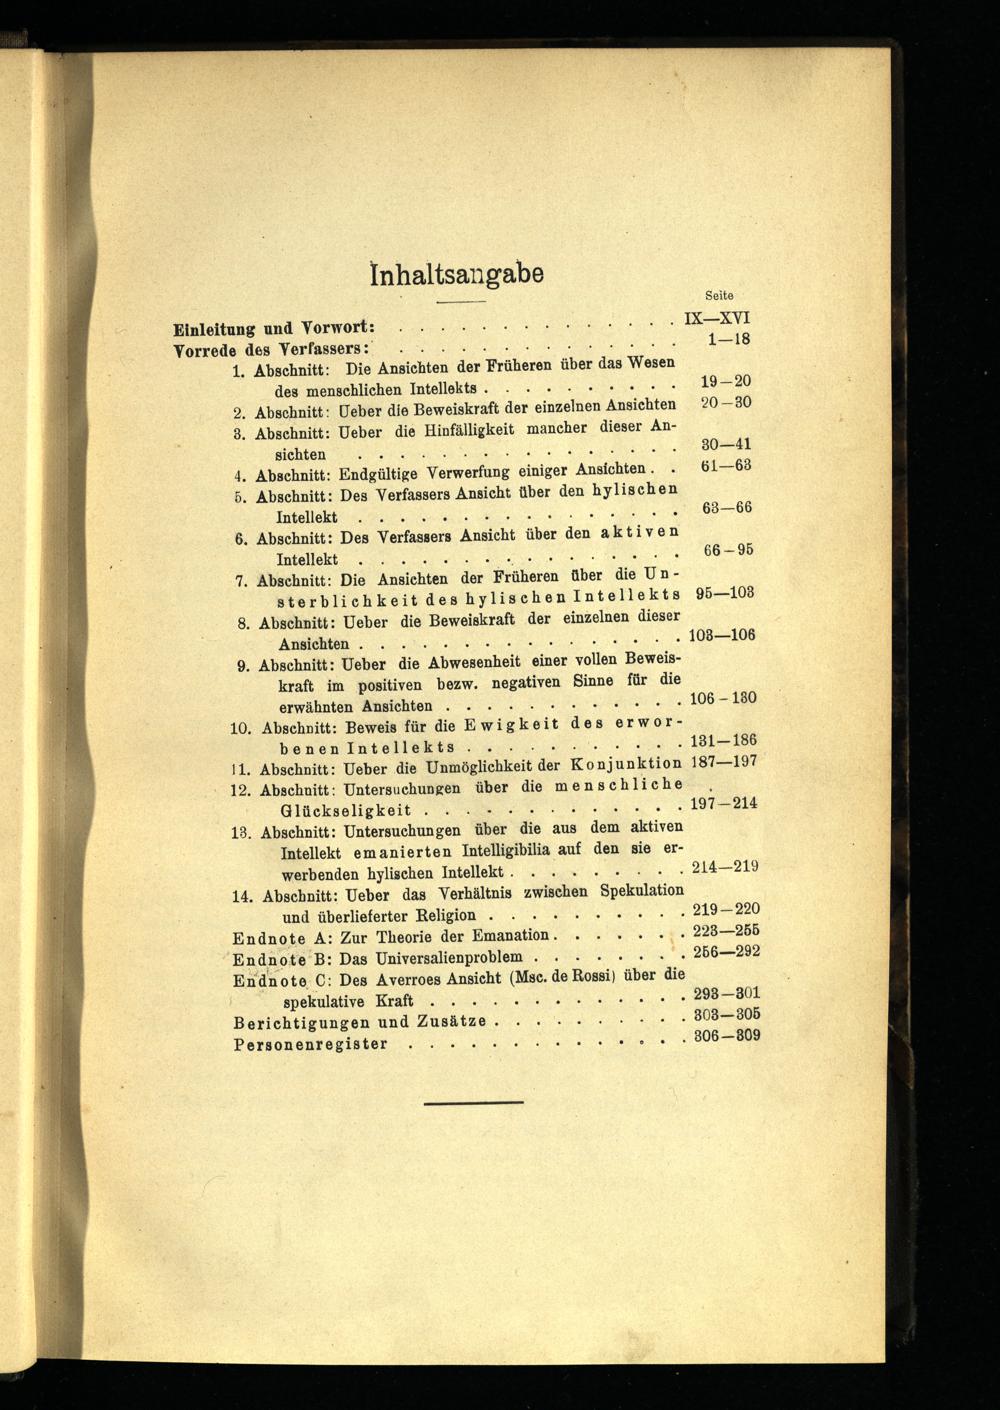 Inhaltsangabe
Seite
Einleitung und Vorwort: . . . . . . . . . . . . . . IX—XVI
Vorrede des Verfassers: . . . . . . . . . . . . . . 1—18
1. Abschnitt: Die Ansichten der Früheren über das Wesen
des menschlichen Intellekts . . . . . . . . . . 19—20
2. Abschnitt: Ueber die Beweiskraft der einzelnen Ansichten 20—30
3. Abschnitt: Ueber die Hinfälligkeit mancher dieser An-
sichten . . . . . . . . . . . . . . . . 30—41
4. Abschnitt: Endgültige Verwerfung einiger Ansichten . . 61—63
5. Abschnitt: Des Verfassers Ansicht über den hylischen
Intellekt . . . . . . . . . . . . . . . . 63—66
6. Abschnitt: Des Verfassers Ansicht über den aktiven
Intellekt . . . . . . . . . . . . . . . . 66—95
7. Abschnitt: Die Ansichten der Früheren über die Un-
sterblichkeit des hylischen Intellekts 95—103
8. Abschnitt: Ueber die Beweiskraft der einzelnen dieser
Ansichten . . . . . . . . . . . . . . . . 103—106
9. Abschnitt: Ueber die Abwesenheit einer vollen Beweis-
kraft im positiven bezw. negativen Sinne für die
erwähnten Ansichten . . . . . . . . . . . . 106—130
10. Abschnitt: Beweis für die Ewigkeit des erwor-
benen Intellekts . . . . . . . . . . . 131—186
11. Abschnitt: Ueber die Unmöglichkeit der Konjunktion 187—197
12. Abschnitt: Untersuchungen über die menschliche
Glückseligkeit . . . . . . . . . . . . . 197—214
13. Abschnitt: Untersuchungen über die aus dem aktiven
Intellekt emanierten Intelligibilia auf den sie er-
werbenden hylischen Intellekt . . . . . . . . . 214—219
14. Abschnitt: Ueber das Verhältnis zwischen Spekulation
und überlieferter Religion . . . . . . . . . . 219—220
Endnote A: Zur Theorie der Emanation . . . . . . . 223—255
Endnote B: Das Universalienproblem . . . . . . . . 256—292
Endnote C: Des Averroes Ansicht (Msc. de Rossi) über die
spekulative Kraft . . . . . . . . . . . . . 293—301
Berichtigungen und Zusätze . . . . . . . . . . 303—305
Personenregister . . . . . . . . . . . . . . 306—309